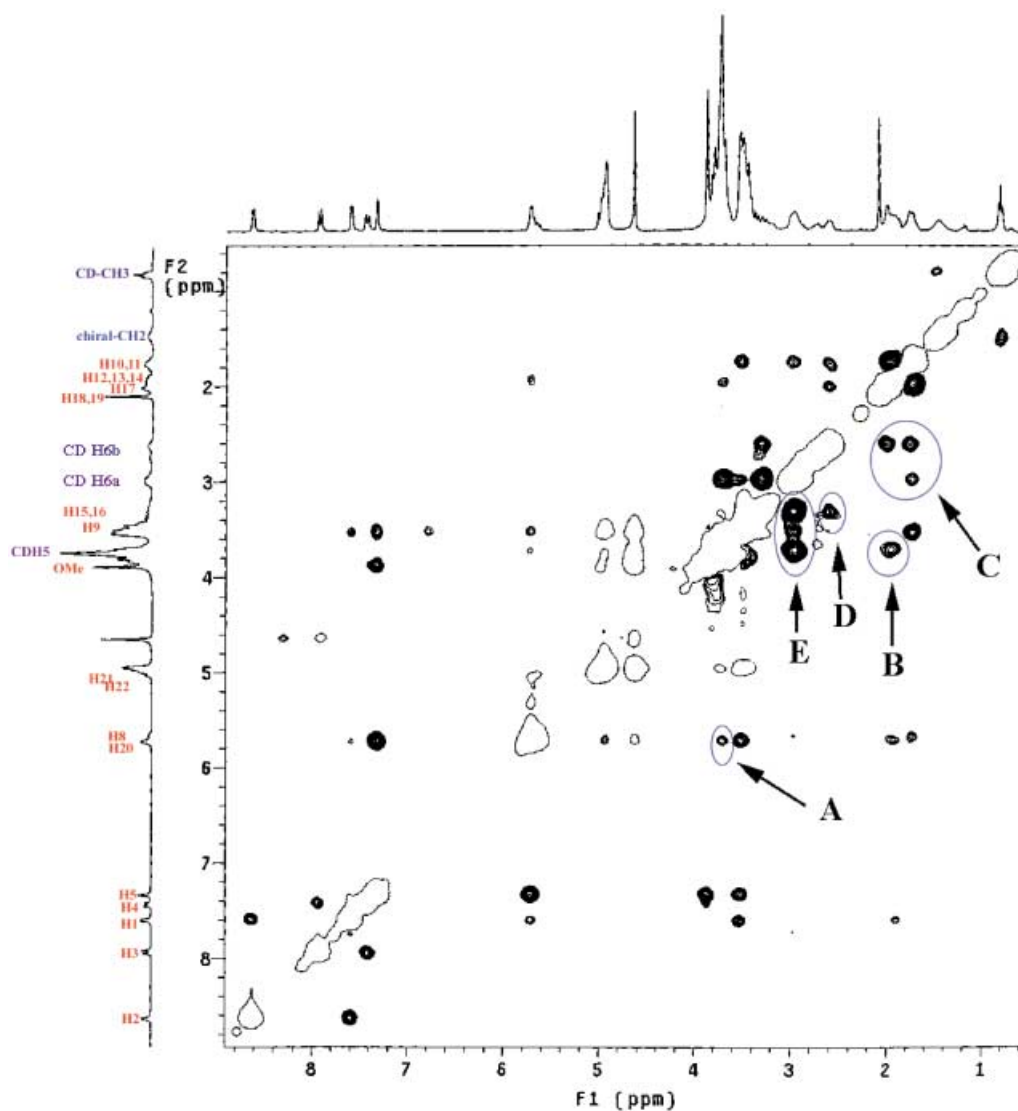 F2
(ppm)
CD-CH3
chiral-CH2
H10,11
H12,13,14
H17
H18,19
CD H6b
CD H6a
H15,16
H9
CDH5
OMe
H21
H22
H8
H20
H5
H4
H1
H3
H2
2
3
4
5
6
7
8
E
D
B
C
A
8 7 6 5 4 3 2 1
F1 (ppm)